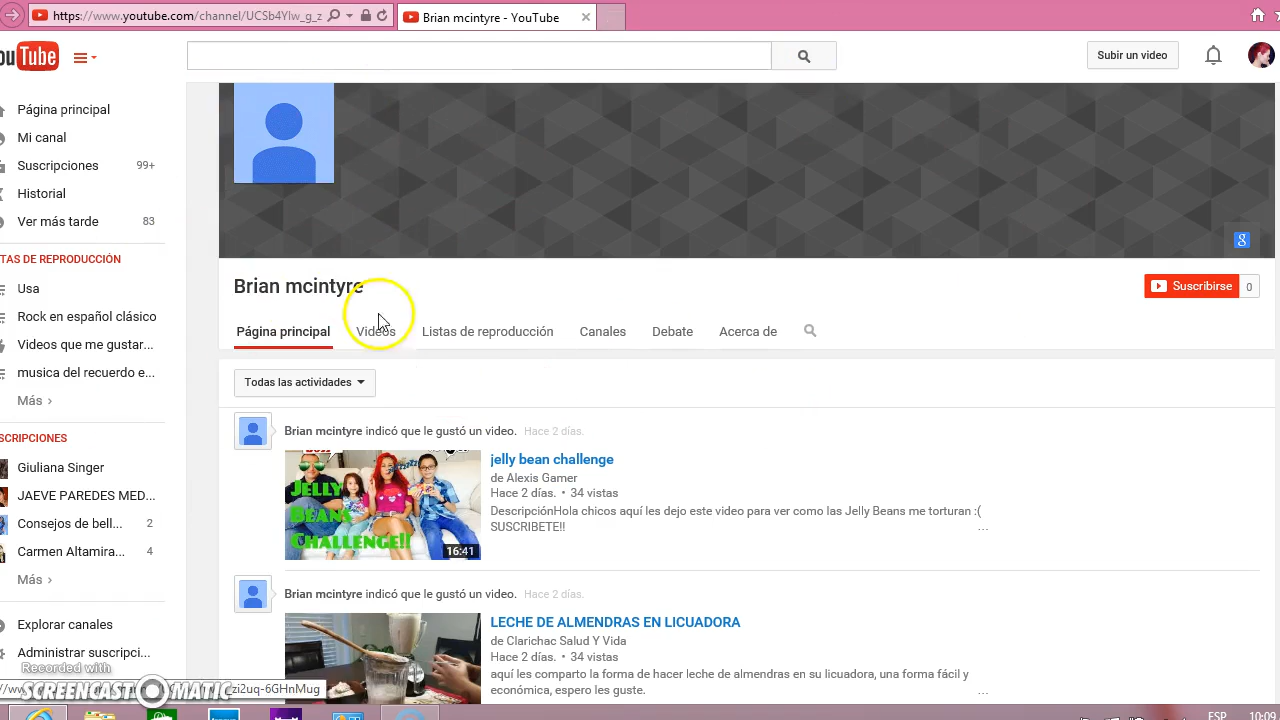 https://www.youtube.com/channel/UCSb4Ylw_g_z
Brian mcintyre - YouTube
ouTube
Subir un video
Página principal
Mi canal
Suscripciones 99+
Historial
Ver más tarde 83
TAS DE REPRODUCCIÓN
Usa
Rock en español clásico
Videos que me gustar...
musica del recuerdo e...
Más ›
SCRIPCIONES
Giuliana Singer
JAEVE PAREDES MED...
Consejos de bell... 2
Carmen Altamira... 4
Más ›
Explorar canales
Administrar suscripci...
Recorded with
SCREENCAST MATIC
zi2uq-6GHnMug
8
Brian mcintyre
Suscribirse 0
Página principal Videos Listas de reproducción Canales Debate Acerca de
Todas las actividades
Brian mcintyre indicó que le gustó un video. Hace 2 días.
JELLY
BEANS
CHALLENGE!!
16:41
jelly bean challenge
de Alexis Gamer
Hace 2 días. • 34 vistas
DescripciónHola chicos aquí les dejo este video para ver como las Jelly Beans me torturan :(
SUSCRIBETE!!
...
Brian mcintyre indicó que le gustó un video. Hace 2 días.
LECHE DE ALMENDRAS EN LICUADORA
de Clarichac Salud Y Vida
Hace 2 días. • 34 vistas
aquí les comparto la forma de hacer leche de almendras en su licuadora, una forma fácil y
económica, espero les guste.
...
ESP 10:09